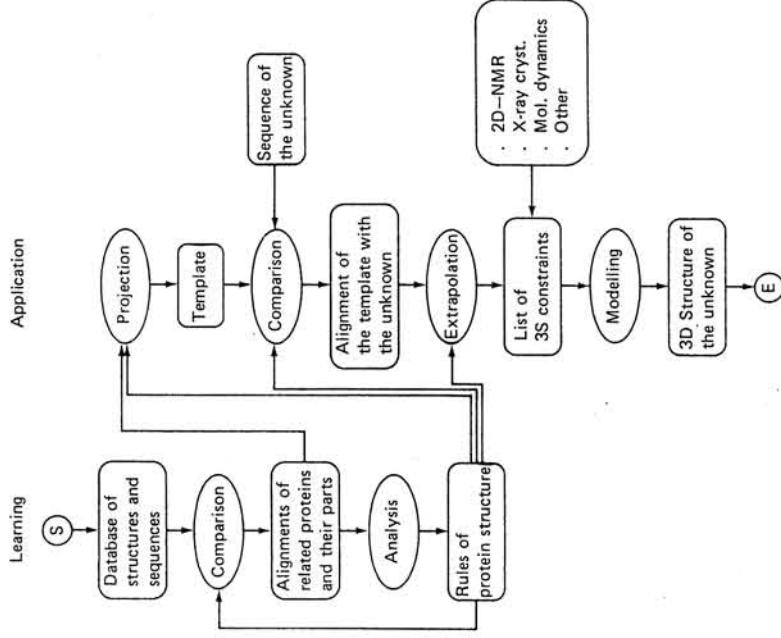 Learning
S
Database of
structures and
sequences
Comparison
Alignments of
related proteins
and their parts
Analysis
Rules of
protein structure
Application
Projection
Template
Sequence of
the unknown
Comparison
Alignment of
the template with
the unknown
Extrapolation
· 2D–NMR
· X-ray cryst.
· Mol. dynamics
· Other
List of
3S constraints
Modelling
3D Structure of
the unknown
E